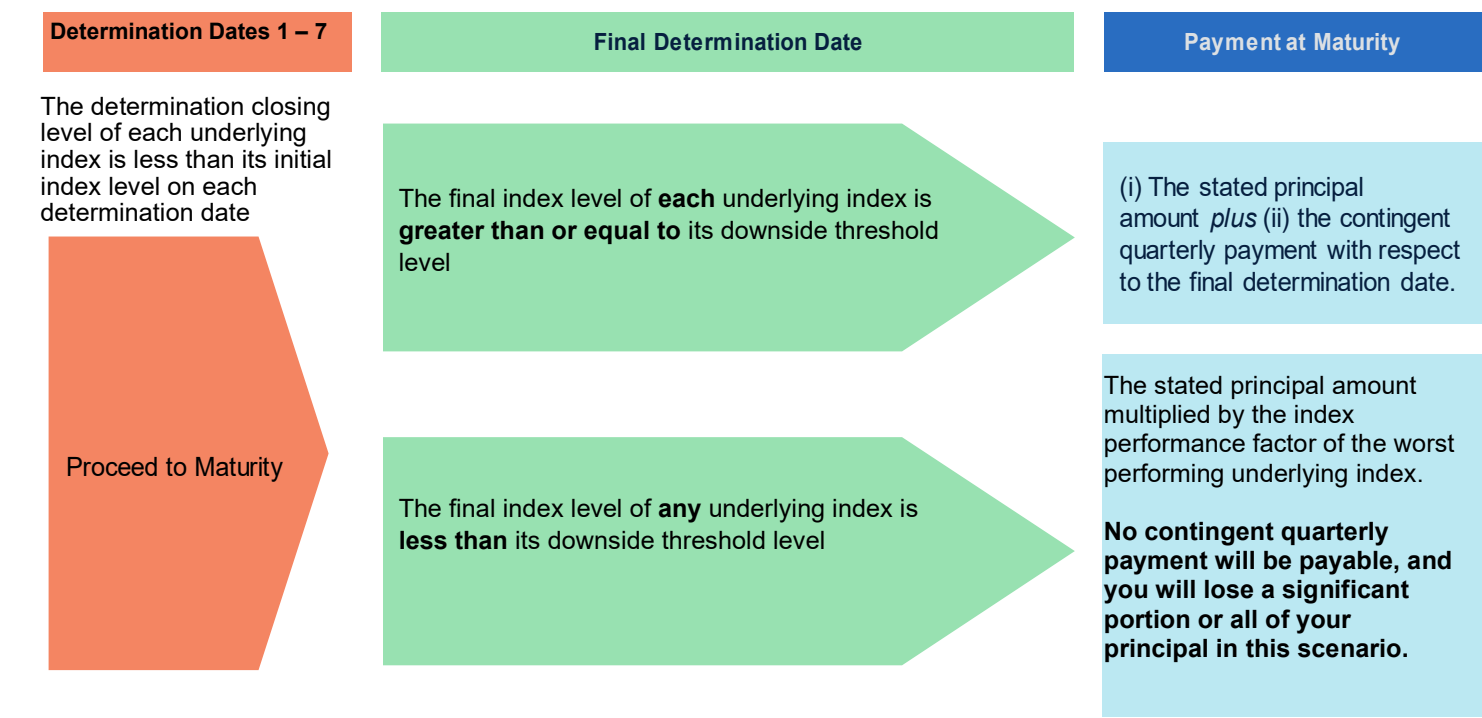 Determination Dates 1 – 7
Final Determination Date
Payment at Maturity
The determination closing
level of each underlying
index is less than its initial
index level on each
determination date
Proceed to Maturity
The final index level of each underlying index is
greater than or equal to its downside threshold
level
(i) The stated principal
amount plus (ii) the contingent
quarterly payment with respect
to the final determination date.
The final index level of any underlying index is
less than its downside threshold level
The stated principal amount
multiplied by the index
performance factor of the worst
performing underlying index.
No contingent quarterly
payment will be payable, and
you will lose a significant
portion or all of your
principal in this scenario.